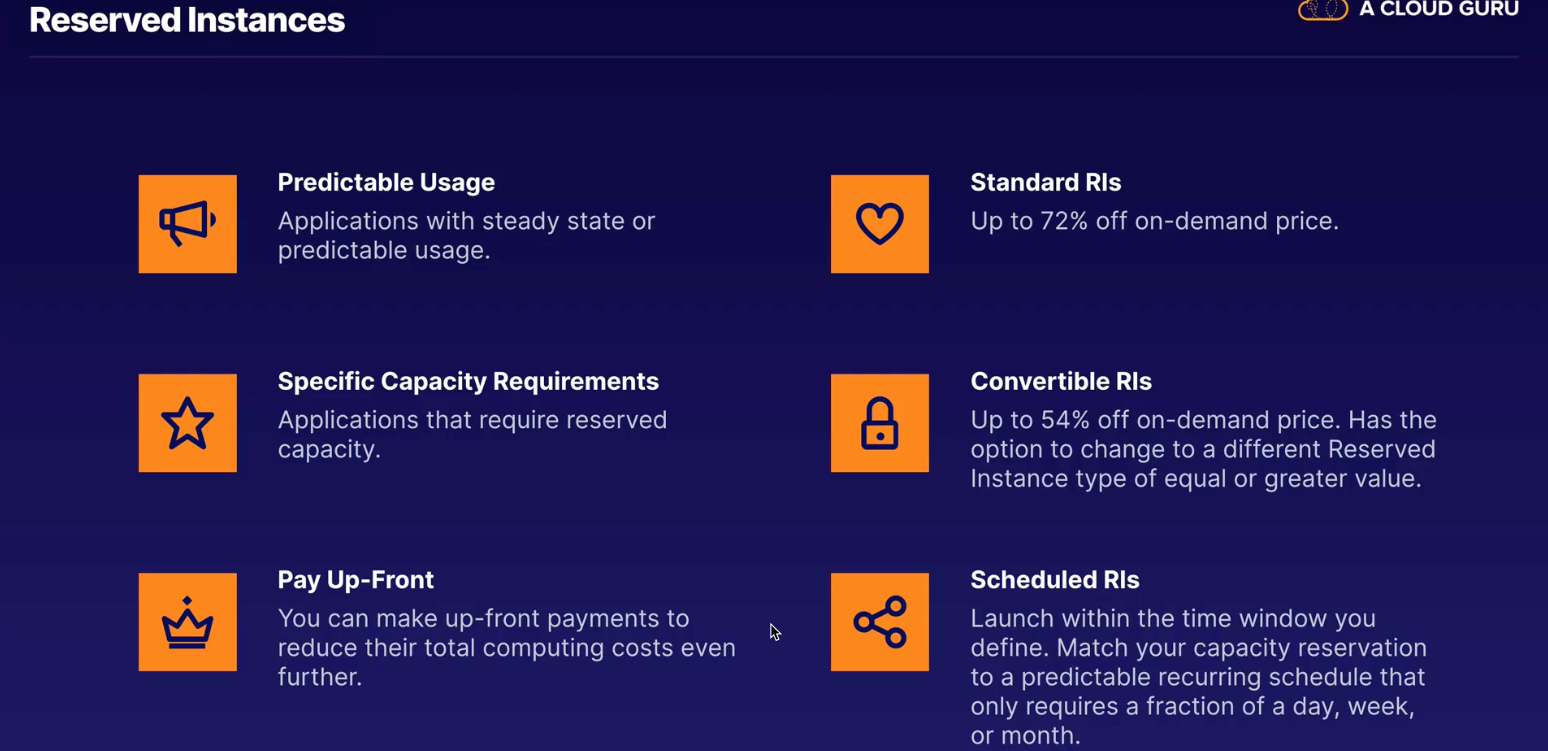 Reserved Instances
A CLOUD GURU
Predictable Usage
Applications with steady state or
predictable usage.
Specific Capacity Requirements
Applications that require reserved
capacity.
Pay Up-Front
You can make up-front payments to
reduce their total computing costs even
further.
Standard RIs
Up to 72% off on-demand price.
Convertible RIs
Up to 54% off on-demand price. Has the
option to change to a different Reserved
Instance type of equal or greater value.
Scheduled RIs
Launch within the time window you
define. Match your capacity reservation
to a predictable recurring schedule that
only requires a fraction of a day, week,
or month.